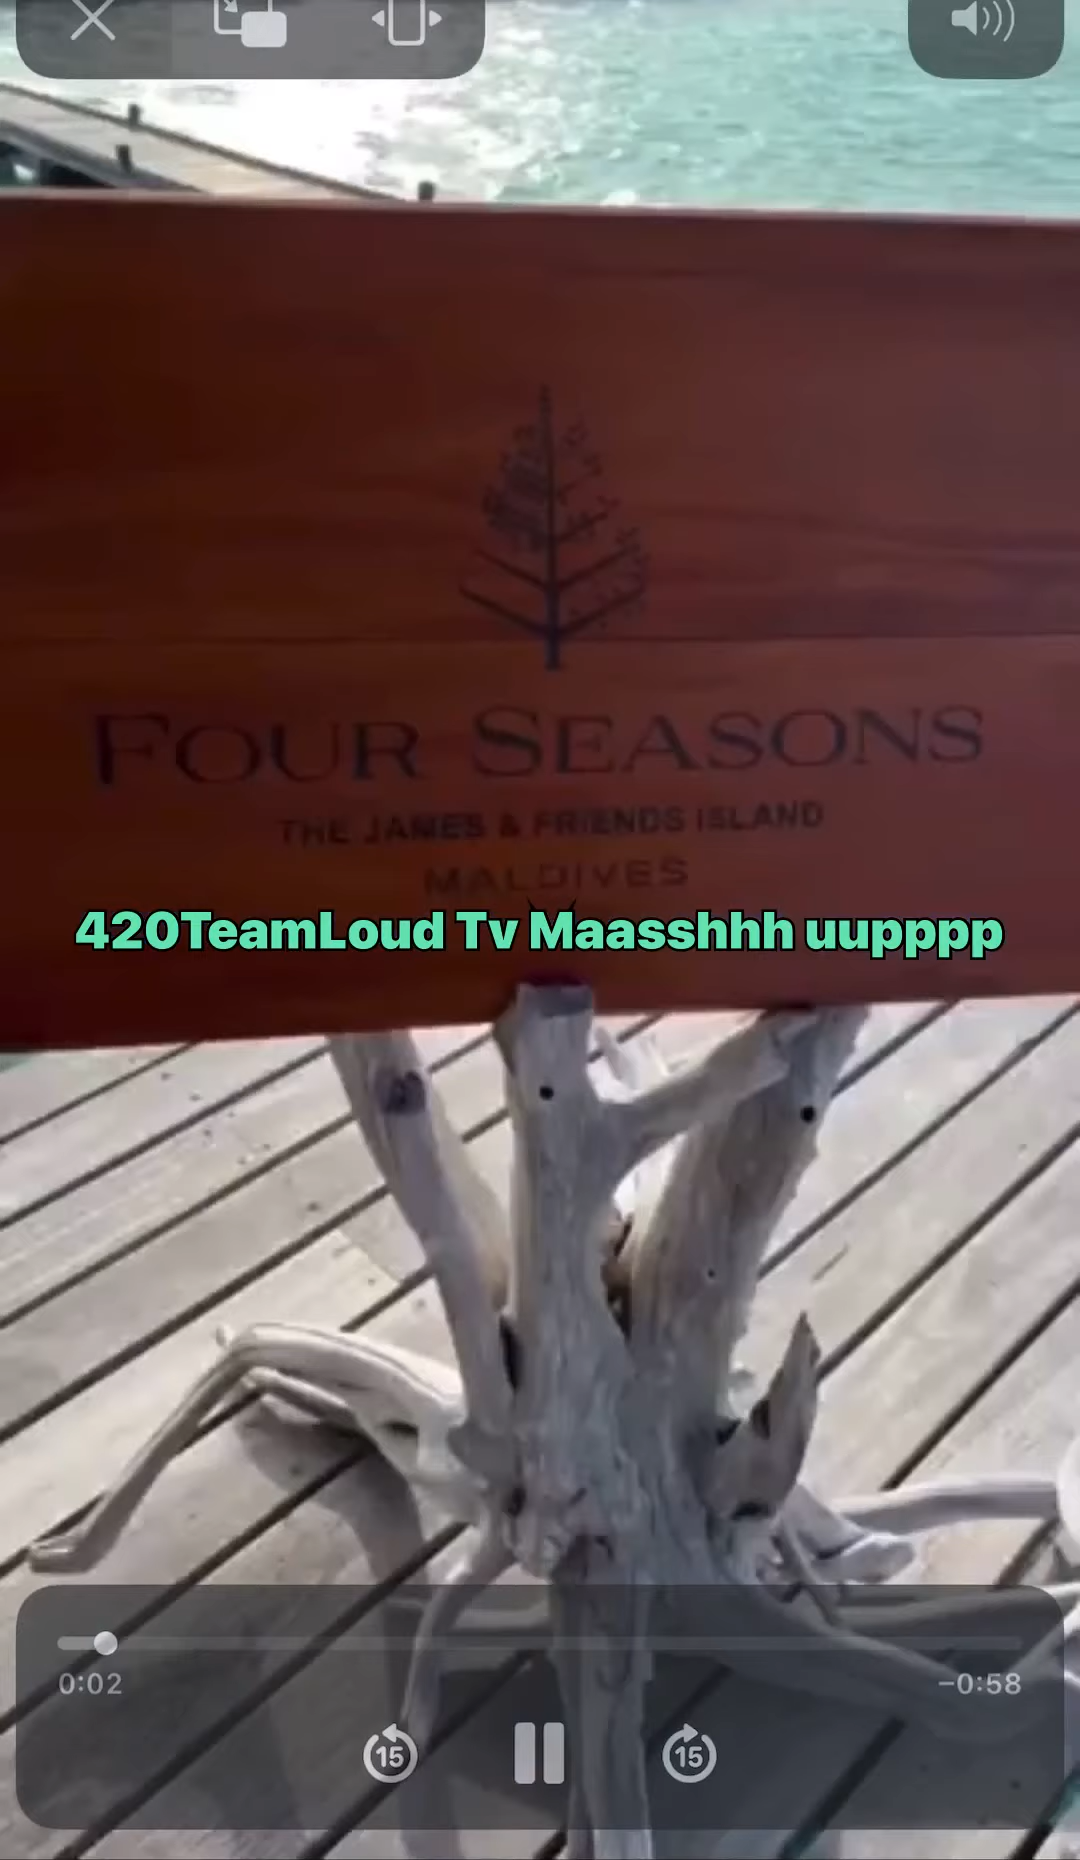 FOUR SEASONS
THE JAMES & FRIENDS ISLAND
MALDIVES
420TeamLoud Tv Maasshhh uupppp
0:02
−0:58
15
15